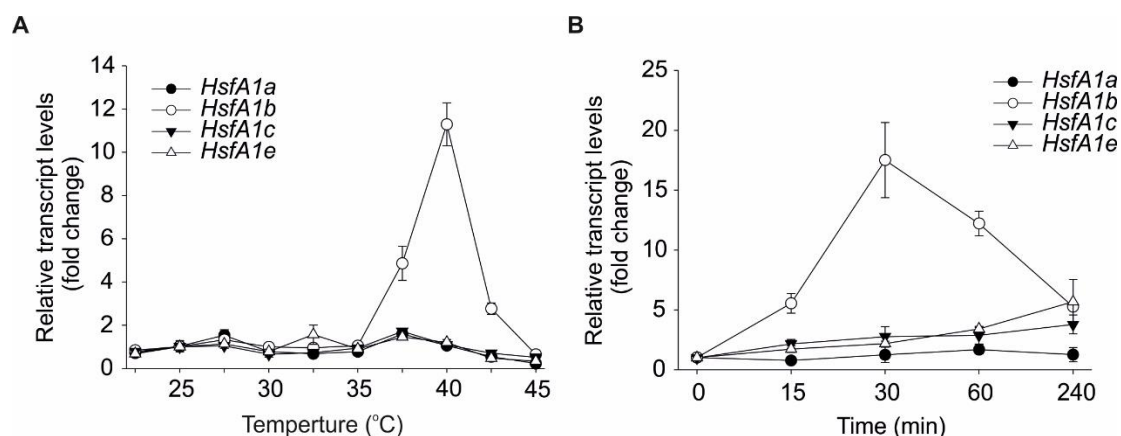 A
Relative transcript levels
(fold change)
14
12
10
8
6
4
2
0
HsfA1a
HsfA1b
HsfA1c
HsfA1e
25 30 35 40 45
Temperture (°C)
B
Relative transcript levels
(fold change)
25
20
15
10
5
0
HsfA1a
HsfA1b
HsfA1c
HsfA1e
0 15 30 60 240
Time (min)